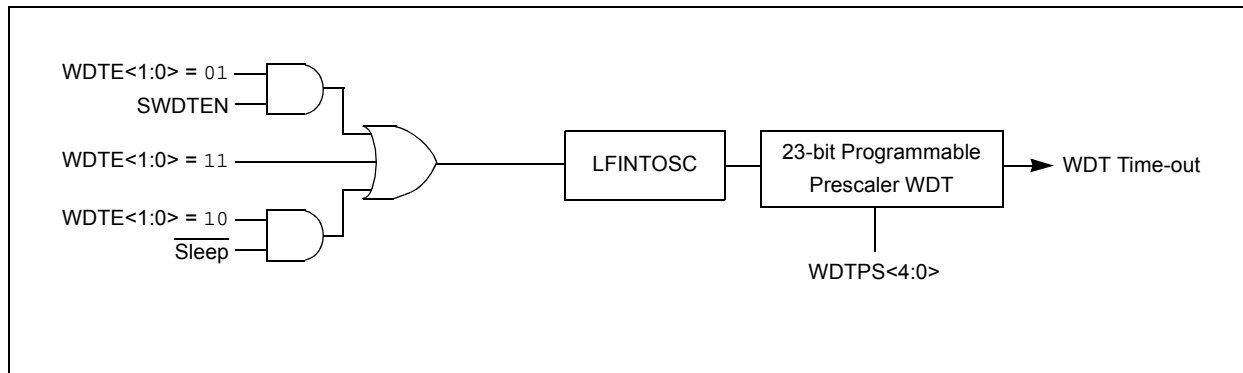 WDTE<1:0> = 01
SWDTEN
WDTE<1:0> = 11
WDTE<1:0> = 10
Sleep
LFINTOSC
23-bit Programmable
Prescaler WDT
WDT Time-out
WDTPS<4:0>